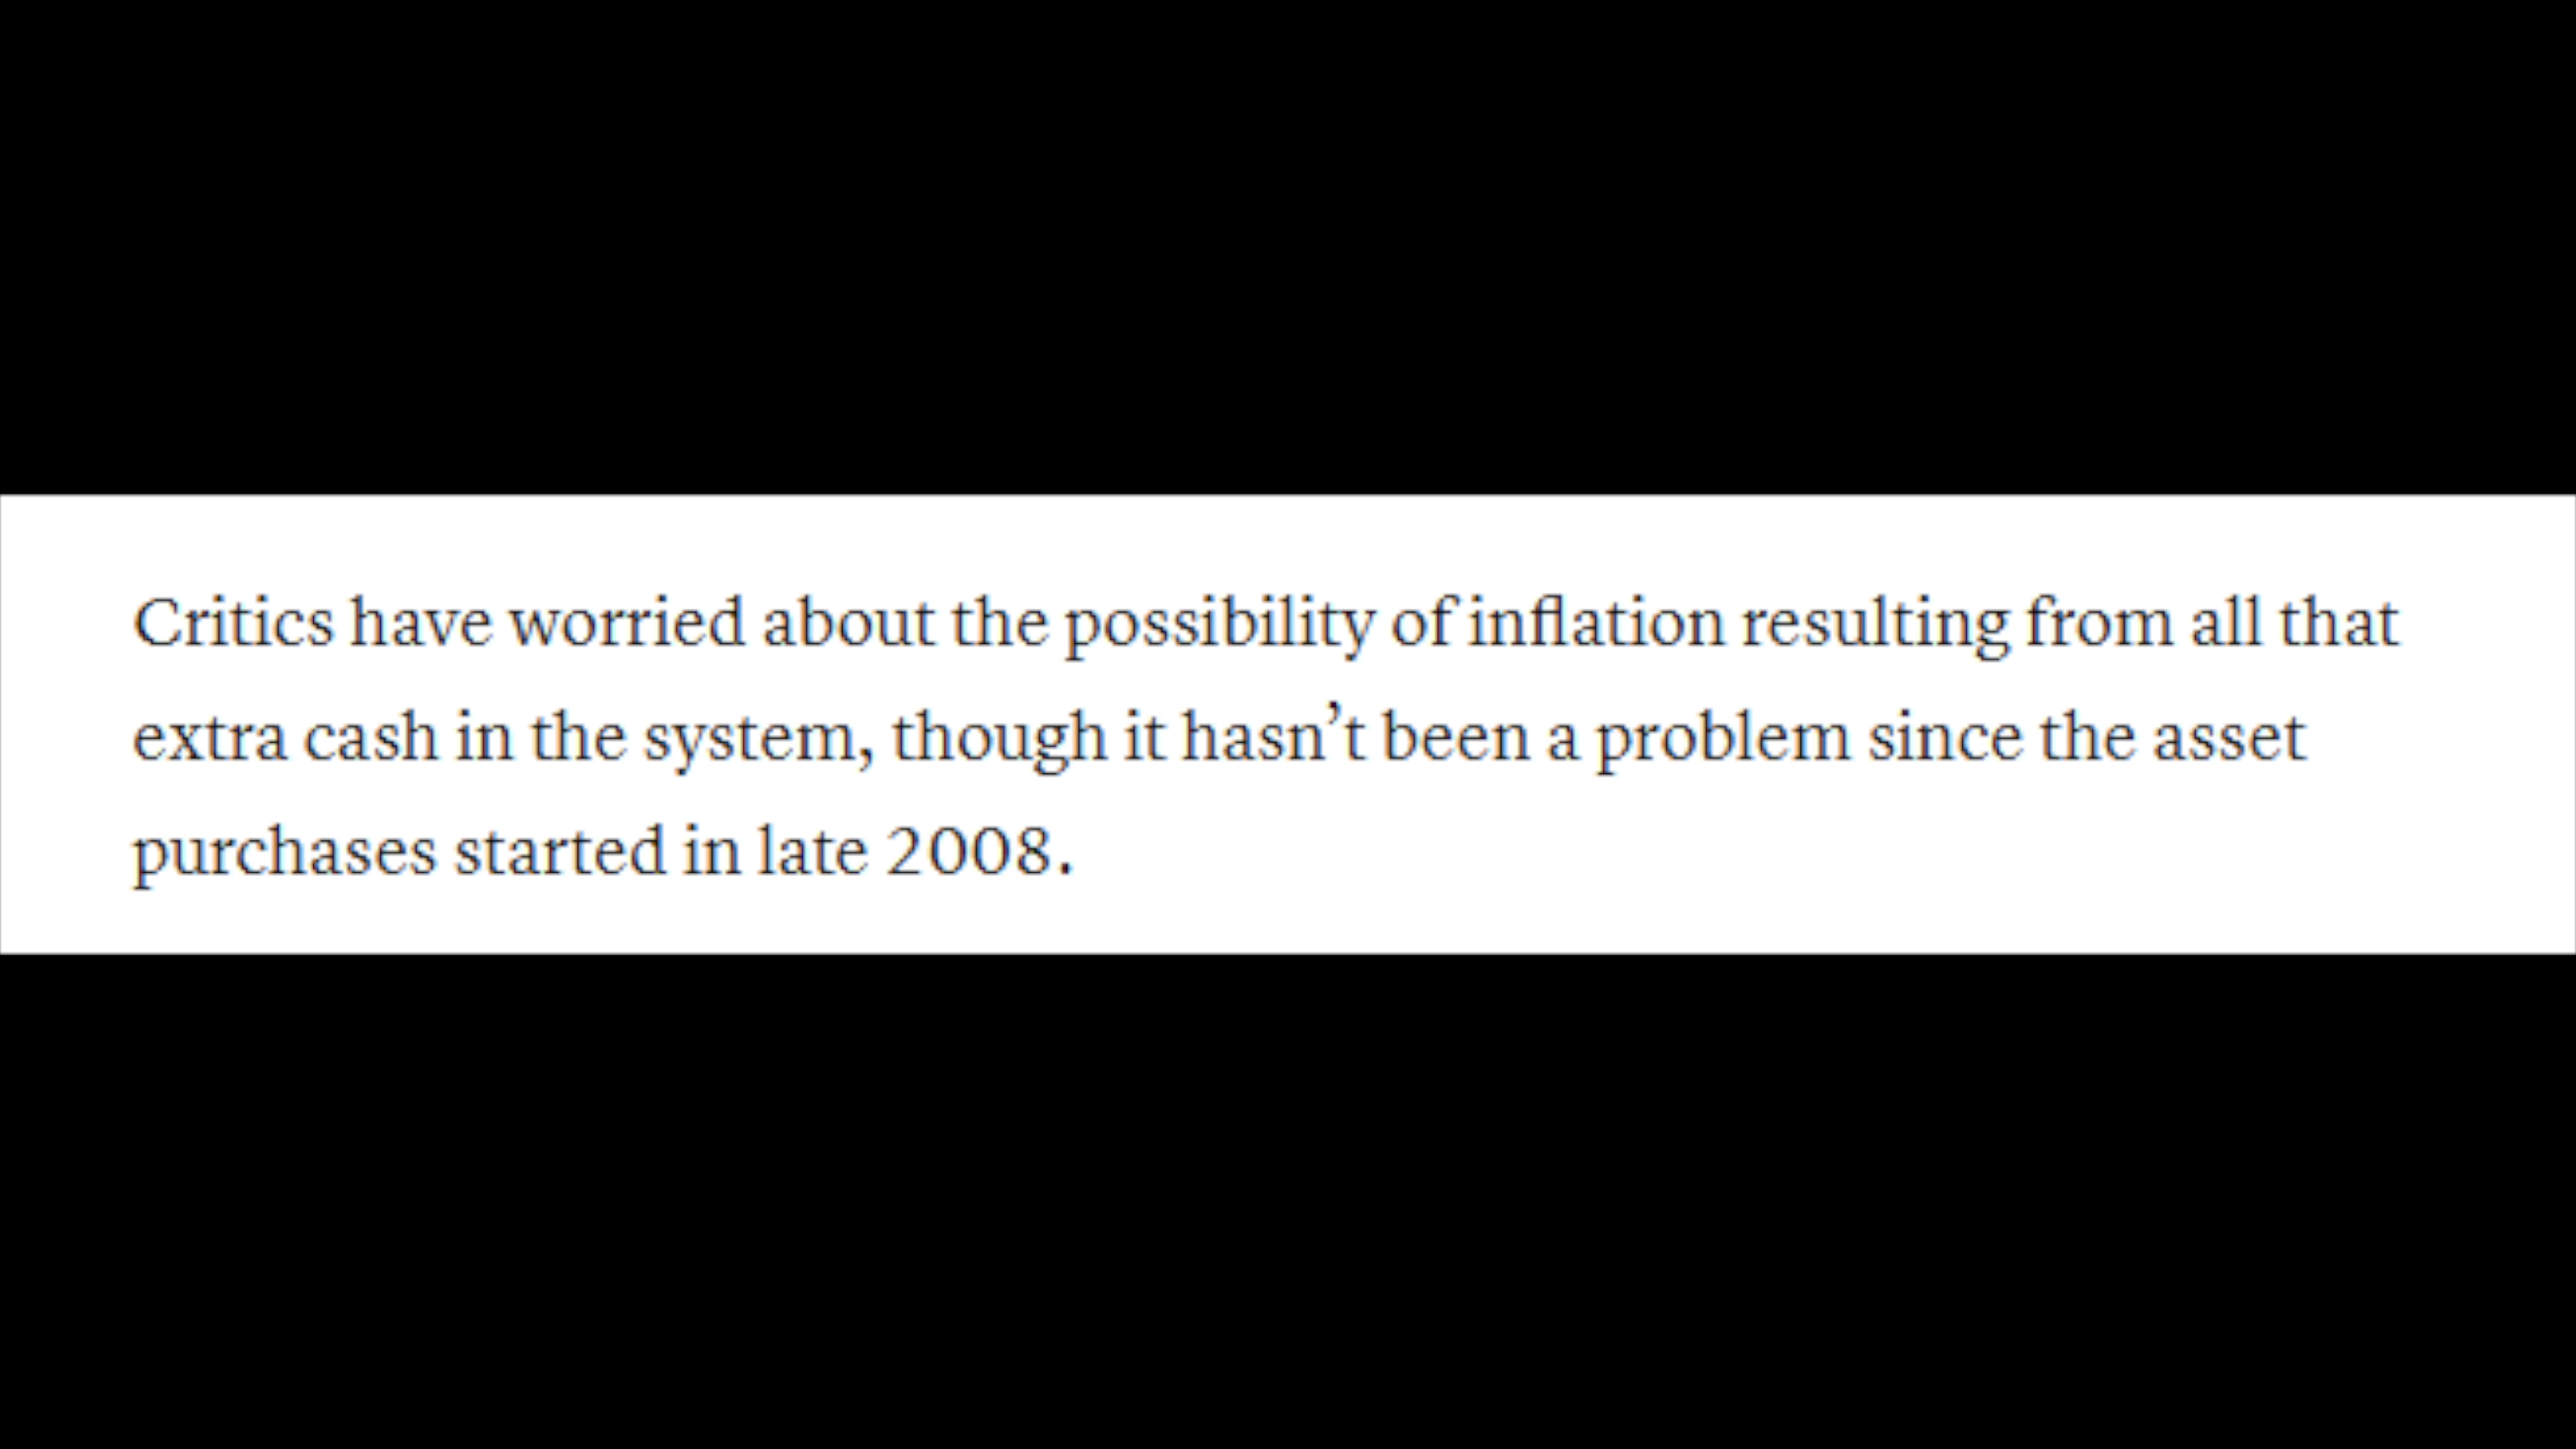 Critics have worried about the possibility of inflation resulting from all that
extra cash in the system, though it hasn’t been a problem since the asset
purchases started in late 2008.